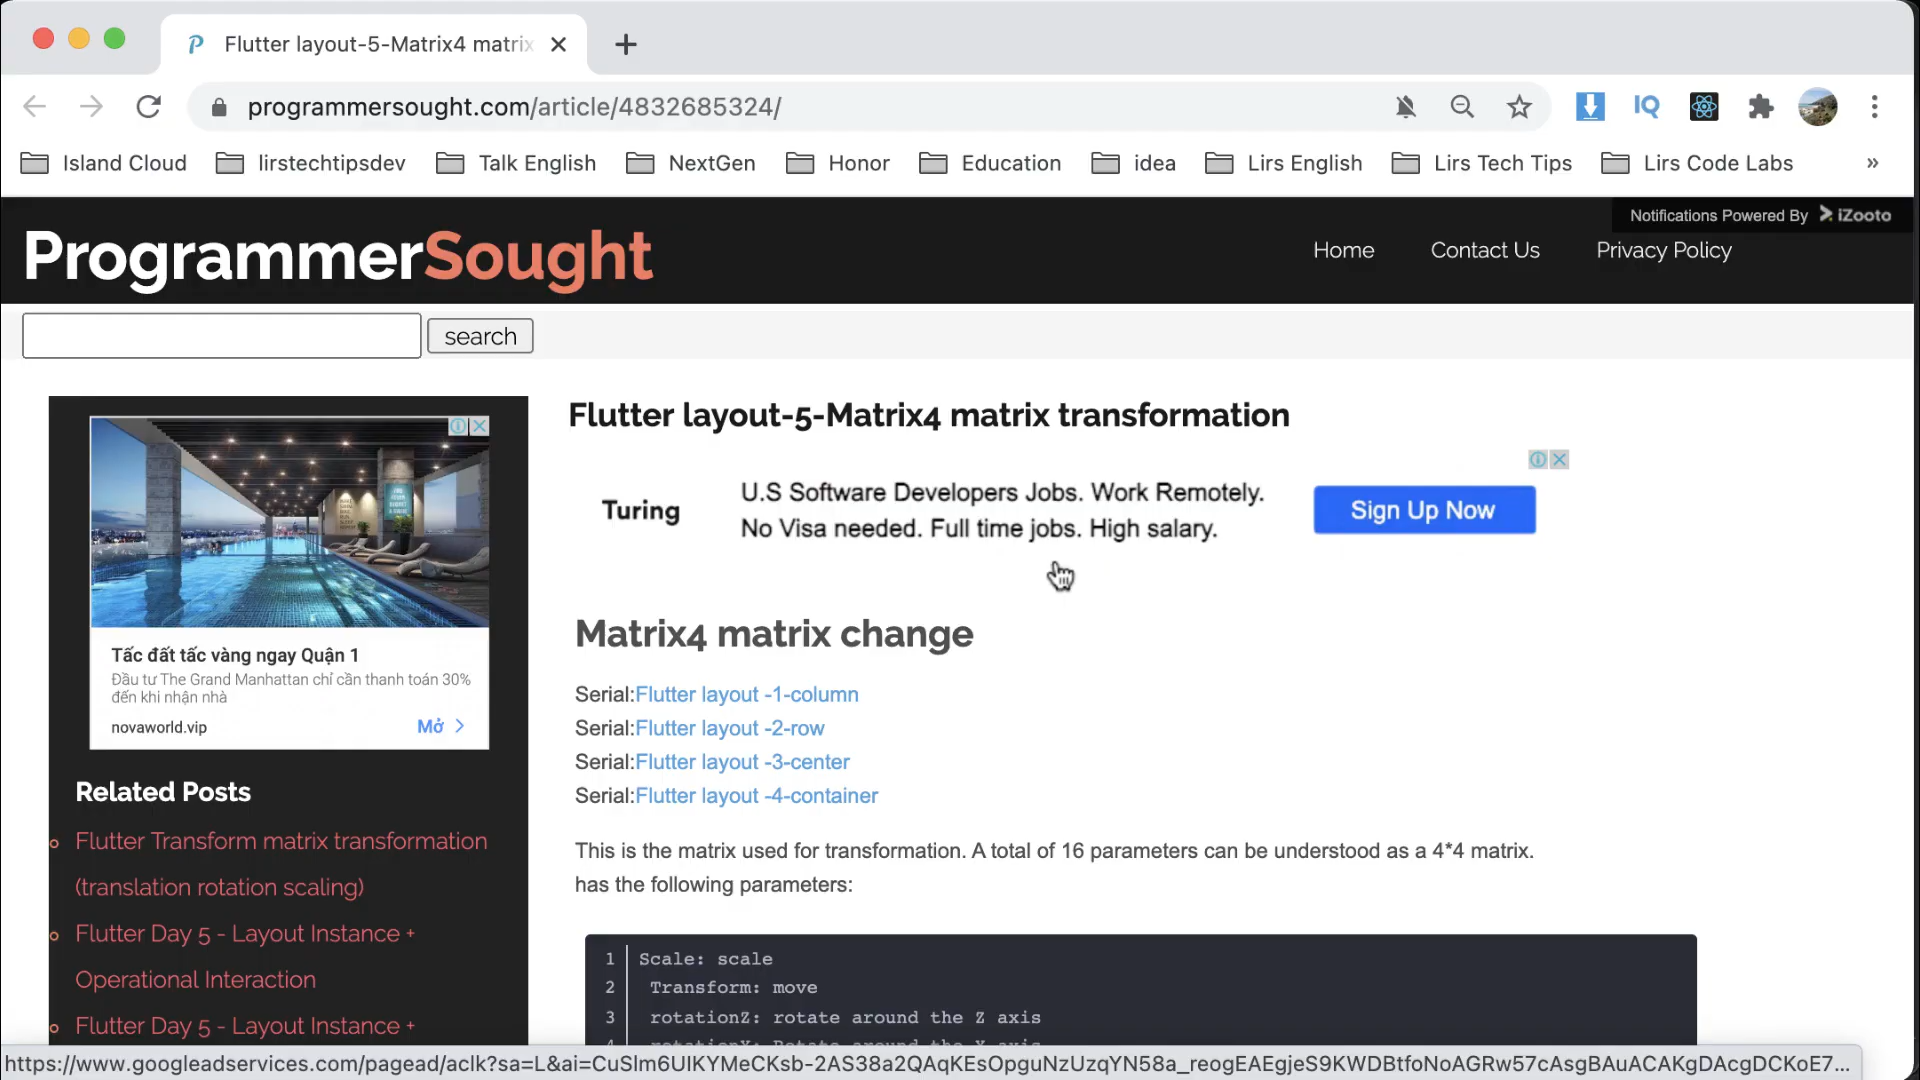 Flutter layout-5-Matrix4 matrix
programmersought.com/article/4832685324/
IQ
Island Cloud
lirstechtipsdev
Talk English
NextGen
Honor
Education
idea
Lirs English
Lirs Tech Tips
Lirs Code Labs
»
Notifications Powered By iZooto
ProgrammerSought
Home
Contact Us
Privacy Policy
search
Flutter layout-5-Matrix4 matrix transformation
Turing
U.S Software Developers Jobs. Work Remotely.
No Visa needed. Full time jobs. High salary.
Sign Up Now
Tấc đất tấc vàng ngay Quận 1
Đầu tư The Grand Manhattan chỉ cần thanh toán 30%
đến khi nhận nhà
novaworld.vip
Mở
Related Posts
Flutter Transform matrix transformation
(translation rotation scaling)
Flutter Day 5 - Layout Instance +
Operational Interaction
Flutter Day 5 - Layout Instance +
Matrix4 matrix change
Serial:Flutter layout -1-column
Serial:Flutter layout -2-row
Serial:Flutter layout -3-center
Serial:Flutter layout -4-container
This is the matrix used for transformation. A total of 16 parameters can be understood as a 4*4 matrix.
has the following parameters:
1 Scale: scale
2 Transform: move
3 rotationZ: rotate around the Z axis
https://www.googleadservices.com/pagead/aclk?sa=L&ai=CuSlm6UIKYMeCKsb-2AS38a2QAqKEsOpguNzUzqYN58a_reogEAEgjeS9KWDBtfoNoAGRw57cAsgBAuACAKgDAcgDCKoE7...